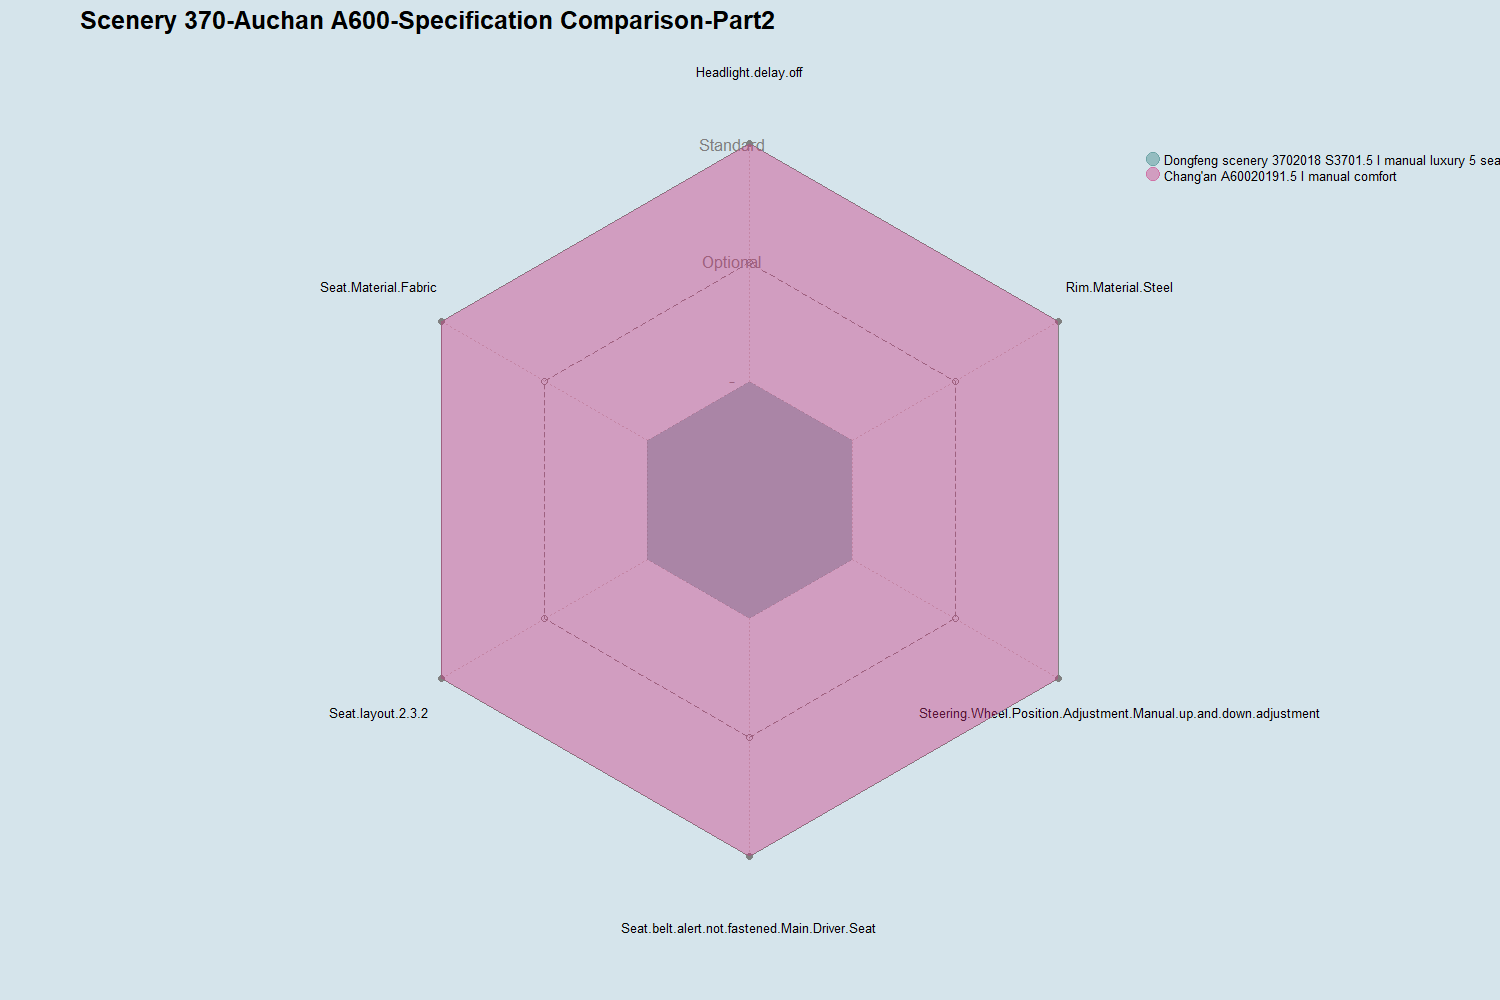 Scenery 370-Auchan A600-Specification Comparison-Part2
Headlight.delay.off
Standard
Dongfeng scenery 3702018 S3701.5 l manual luxury 5 sea
Chang'an A60020191.5 l manual comfort
Optional
Seat.Material.Fabric
Rim.Material.Steel
-
Seat.layout.2.3.2
Steering.Wheel.Position.Adjustment.Manual.up.and.down.adjustment
Seat.belt.alert.not.fastened.Main.Driver.Seat